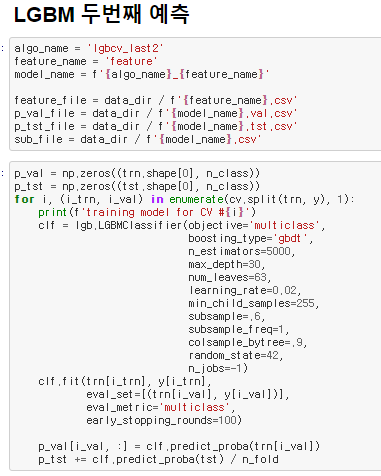 LGBM 두번째 예측
algo_name = 'lgbcv_last2'
feature_name = 'feature'
model_name = f'{algo_name}_{feature_name}'
feature_file = data_dir / f'{feature_name}.csv'
p_val_file = data_dir / f'{model_name}.val.csv'
p_tst_file = data_dir / f'{model_name}.tst.csv'
sub_file = data_dir / f'{model_name}.csv'
p_val = np.zeros((trn.shape[0], n_class))
p_tst = np.zeros((tst.shape[0], n_class))
for i, (i_trn, i_val) in enumerate(cv.split(trn, y), 1):
    print(f'training model for CV #{i}')
    clf = lgb.LGBMClassifier(objective='multiclass',
                             boosting_type='gbdt',
                             n_estimators=5000,
                             max_depth=30,
                             num_leaves=63,
                             learning_rate=0.02,
                             min_child_samples=255,
                             subsample=.6,
                             subsample_freq=1,
                             colsample_bytree=.9,
                             random_state=42,
                             n_jobs=-1)
    clf.fit(trn[i_trn], y[i_trn],
            eval_set=[(trn[i_val], y[i_val])],
            eval_metric='multiclass',
            early_stopping_rounds=100)
    p_val[i_val, :] = clf.predict_proba(trn[i_val])
    p_tst += clf.predict_proba(tst) / n_fold